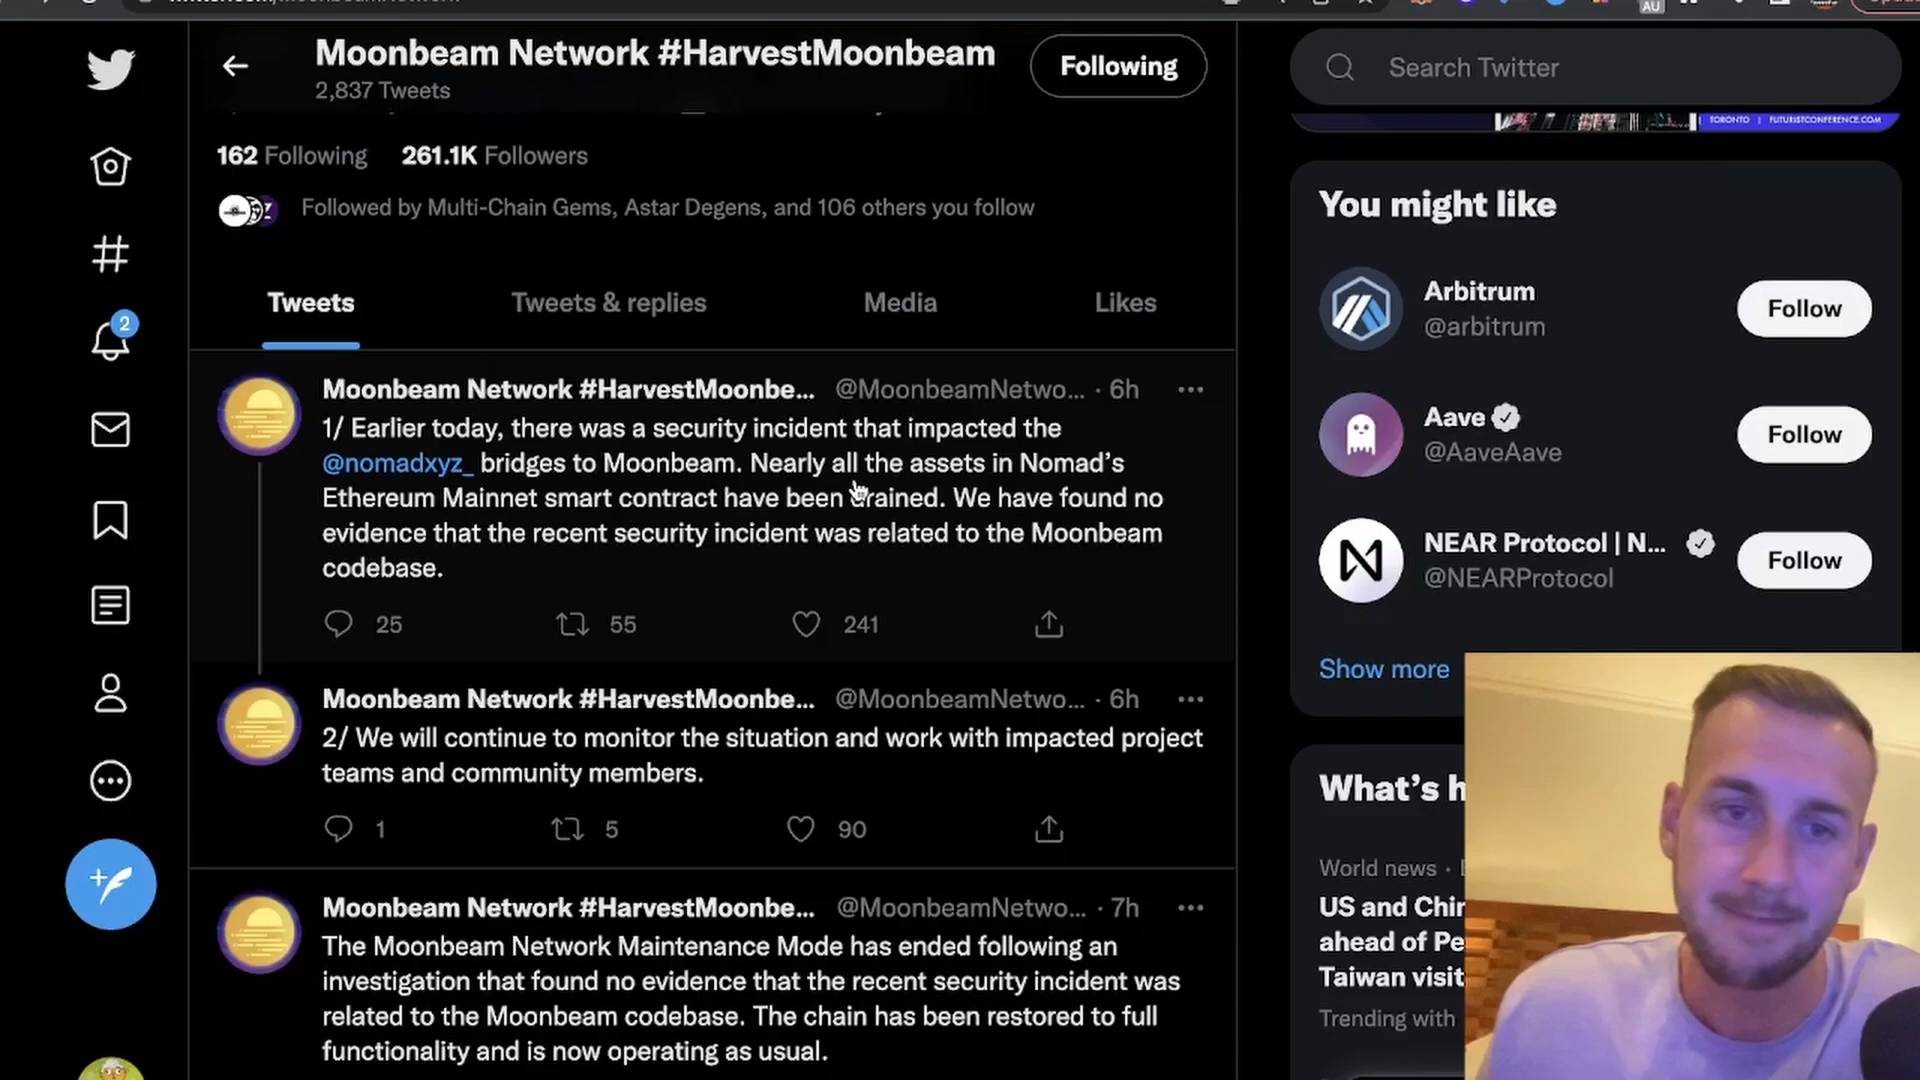 AU
Moonbeam Network #HarvestMoonbeam
2,837 Tweets
Following
Search Twitter
TORONTO | FUTURISTCONFERENCE.COM
162 Following 261.1K Followers
Followed by Multi-Chain Gems, Astar Degens, and 106 others you follow
Tweets Tweets & replies Media Likes
2
Moonbeam Network #HarvestMoonbe... @MoonbeamNetwo... · 6h
1/ Earlier today, there was a security incident that impacted the
@nomadxyz_ bridges to Moonbeam. Nearly all the assets in Nomad's
Ethereum Mainnet smart contract have been drained. We have found no
evidence that the recent security incident was related to the Moonbeam
codebase.
25 55 241
Moonbeam Network #HarvestMoonbe... @MoonbeamNetwo... · 6h
2/ We will continue to monitor the situation and work with impacted project
teams and community members.
1 5 90
Moonbeam Network #HarvestMoonbe... @MoonbeamNetwo... · 7h
The Moonbeam Network Maintenance Mode has ended following an
investigation that found no evidence that the recent security incident was
related to the Moonbeam codebase. The chain has been restored to full
functionality and is now operating as usual.
You might like
Arbitrum
@arbitrum
Follow
Aave
@AaveAave
Follow
NEAR Protocol | N...
@NEARProtocol
Follow
Show more
What's h
World news ·
US and Chin
ahead of Pe
Taiwan visit
Trending with